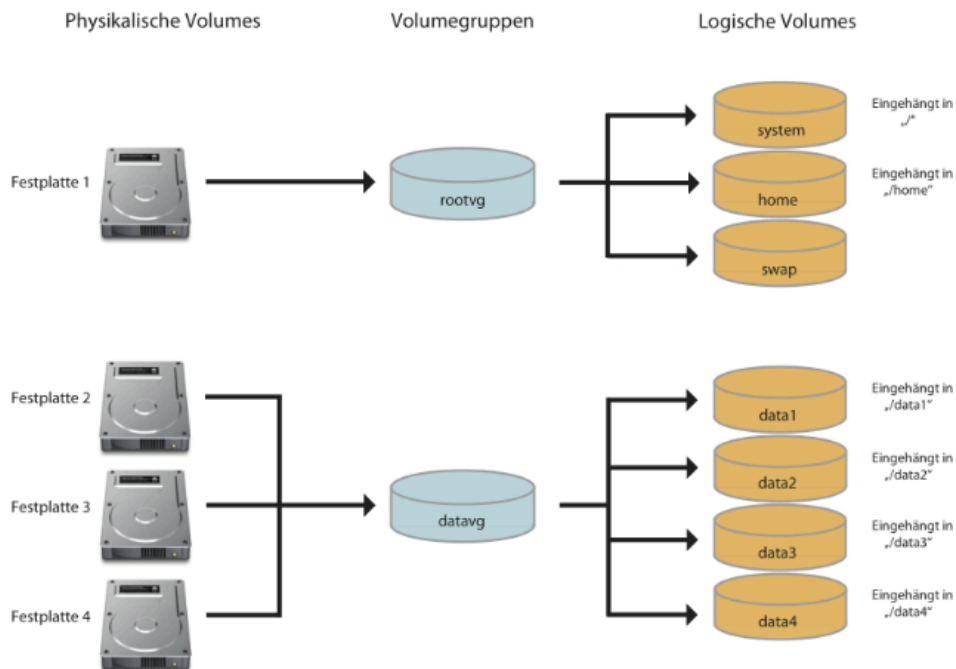 Physikalische Volumes
Volumegruppen
Logische Volumes
Festplatte 1
rootvg
system
Eingehängt in
„/“
home
Eingehängt in
„/home“
swap
Festplatte 2
Festplatte 3
Festplatte 4
datavg
data1
Eingehängt in
„/data1“
data2
Eingehängt in
„/data2“
data3
Eingehängt in
„/data3“
data4
Eingehängt in
„/data4“